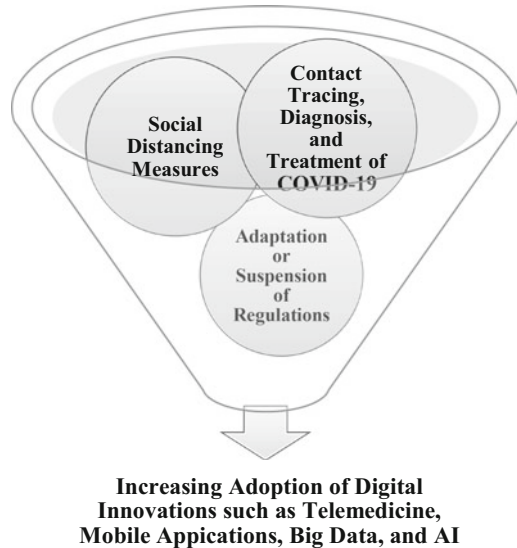 Social
Distancing
Measures
Contact
Tracing,
Diagnosis,
and
Treatment of
COVID-19
Adaptation
or
Suspension
of
Regulations
Increasing Adoption of Digital
Innovations such as Telemedicine,
Mobile Appications, Big Data, and AI